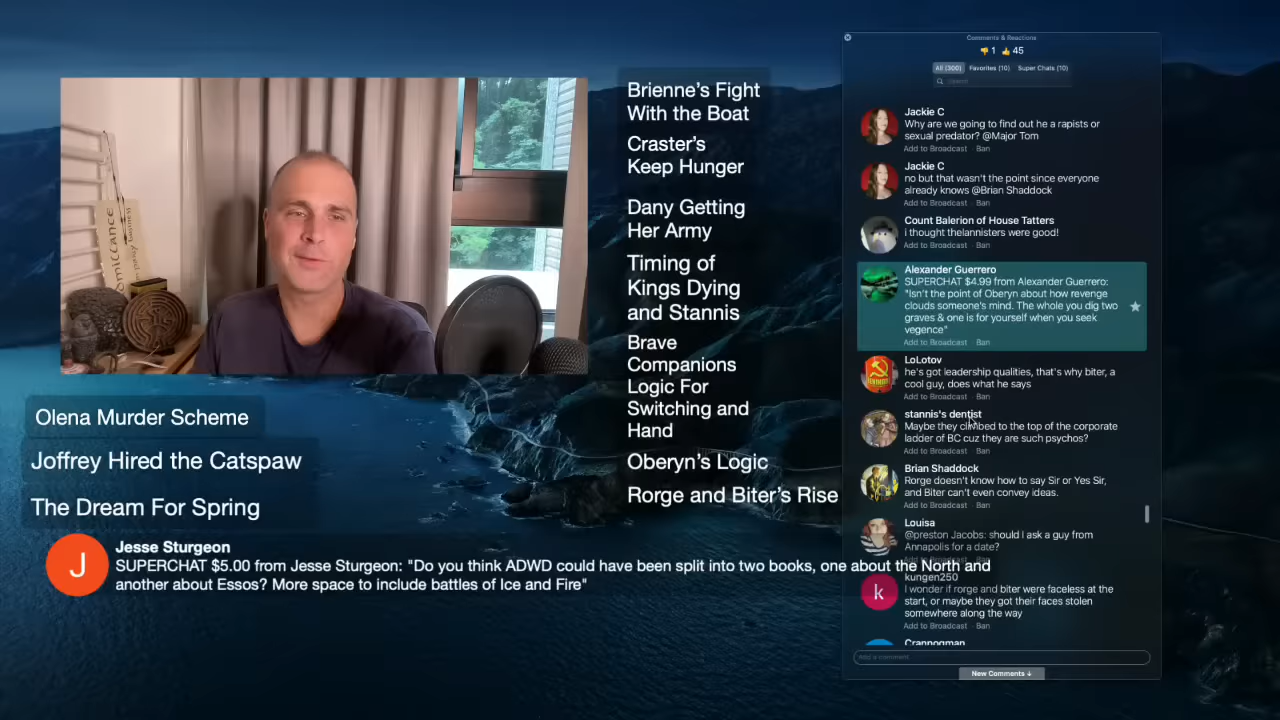 Brienne's Fight
With the Boat
Craster's
Keep Hunger
Dany Getting
Her Army
Timing of
Kings Dying
and Stannis
Brave
Companions
Logic For
Switching and
Hand
Oberyn's Logic
Rorge and Biter's Rise
Olena Murder Scheme
Joffrey Hired the Catspaw
The Dream For Spring
J
Jesse Sturgeon
SUPERCHAT $5.00 from Jesse Sturgeon: "Do you think ADWD could have been split into two books, one about the North and
another about Essos? More space to include battles of Ice and Fire"
Comments & Reactions
👎 1 👍 45
All (300) Favorites (10) Super Chats (10)
Search
Jackie C
Why are we going to find out he a rapists or
sexual predator? @Major Tom
Add to Broadcast · Ban
Jackie C
no but that wasn't the point since everyone
already knows @Brian Shaddock
Add to Broadcast · Ban
Count Balerion of House Tatters
i thought thelannisters were good!
Add to Broadcast · Ban
Alexander Guerrero
SUPERCHAT $4.99 from Alexander Guerrero:
"Isn't the point of Oberyn about how revenge
clouds someone's mind. The whole you dig two
graves & one is for yourself when you seek
vegence"
Add to Broadcast · Ban
LoLotov
he's got leadership qualities, that's why biter, a
cool guy, does what he says
Add to Broadcast · Ban
stannis's dentist
Maybe they climbed to the top of the corporate
ladder of BC cuz they are such psychos?
Add to Broadcast · Ban
Brian Shaddock
Rorge doesn't know how to say Sir or Yes Sir,
and Biter can't even convey ideas.
Add to Broadcast · Ban
Louisa
@preston Jacobs: should I ask a guy from
Annapolis for a date?
k
kungen250
I wonder if rorge and biter were faceless at the
start, or maybe they got their faces stolen
somewhere along the way
Add to Broadcast · Ban
Crannogman
Add a comment
New Comments ↓